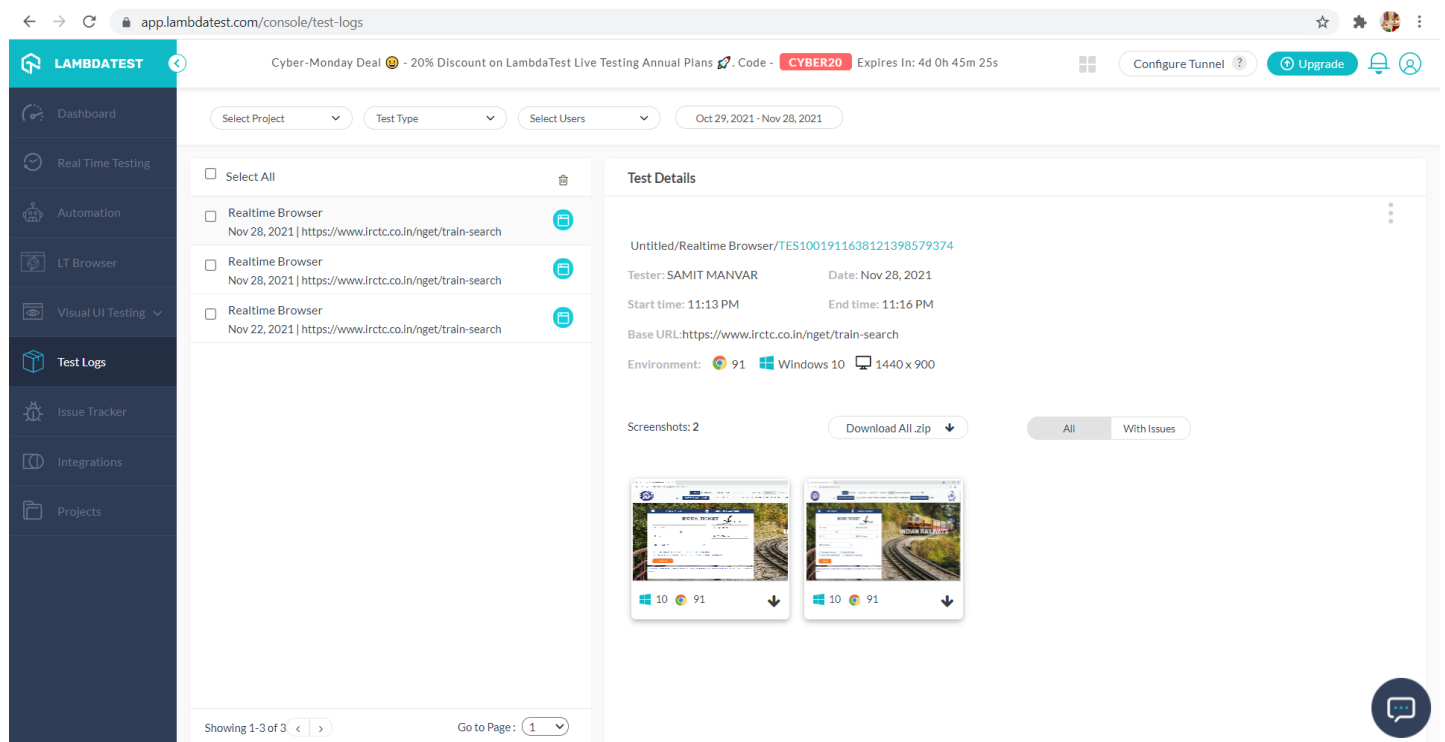 app.lambdatest.com/console/test-logs
LAMBDATEST
Cyber-Monday Deal 😀 - 20% Discount on LambdaTest Live Testing Annual Plans 🚀. Code - CYBER20 Expires In: 4d 0h 45m 25s
Configure Tunnel ?
Upgrade
Dashboard
Real Time Testing
Automation
LT Browser
Visual UI Testing
Test Logs
Issue Tracker
Integrations
Projects
Select Project
Test Type
Select Users
Oct 29, 2021 - Nov 28, 2021
Select All
Realtime Browser
Nov 28, 2021 | https://www.irctc.co.in/nget/train-search
Realtime Browser
Nov 28, 2021 | https://www.irctc.co.in/nget/train-search
Realtime Browser
Nov 22, 2021 | https://www.irctc.co.in/nget/train-search
Showing 1-3 of 3
Go to Page : 1
Test Details
Untitled/Realtime Browser/TES1001911638121398579374
Tester: SAMIT MANVAR Date: Nov 28, 2021
Start time: 11:13 PM End time: 11:16 PM
Base URL:https://www.irctc.co.in/nget/train-search
Environment: 91 Windows 10 1440 x 900
Screenshots: 2
Download All .zip
All
With Issues
BOOK TICKET
10 91
BOOK TICKET
INDIAN RAILWAYS
10 91